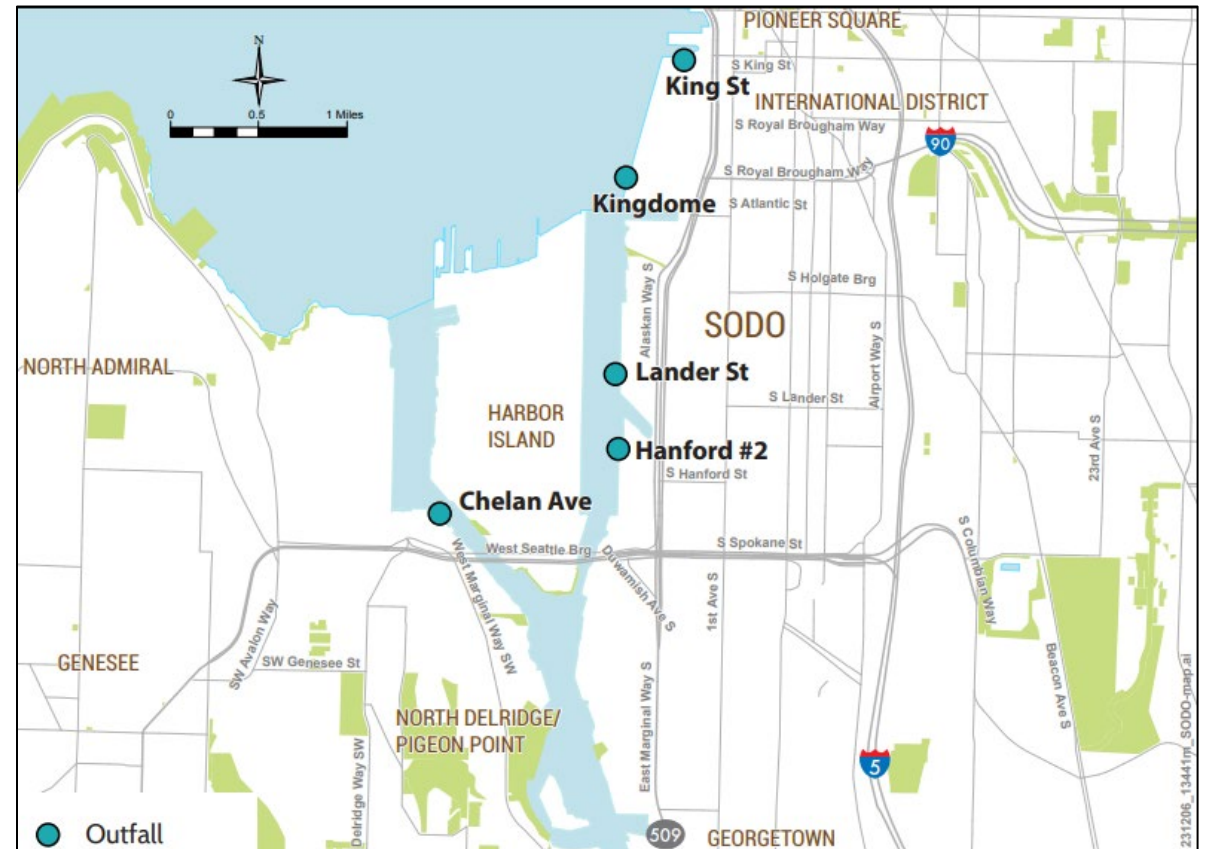 PIONEER SQUARE
N
0 0.5 1 Miles
S King St
King St
INTERNATIONAL DISTRICT
S Royal Brougham Way
90
S Royal Brougham Way
Kingdome
S Atlantic St
S Holgate Brg
Alaskan Way S
SODO
Airport Way S
NORTH ADMIRAL
Lander St
S Lander St
HARBOR
ISLAND
23rd Ave S
Hanford #2
S Hanford St
Chelan Ave
West Seattle Brg
S Spokane St
S Columbian Way
Duwamish Ave S
West Marginal Way SW
1st Ave S
SW Avalon Way
GENESEE
SW Genesee St
Beacon Ave S
NORTH DELRIDGE/
PIGEON POINT
East Marginal Way S
Delridge Way SW
5
Outfall
509
GEORGETOWN
231206_13441m_SODO-map.ai